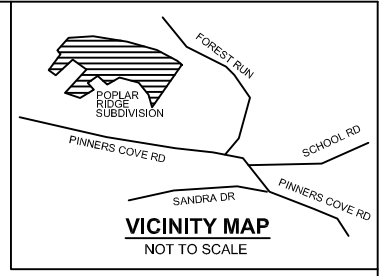 FOREST RUN
POPLAR
RIDGE
SUBDIVISION
PINNERS COVE RD
SCHOOL RD
SANDRA DR
PINNERS COVE RD
VICINITY MAP
NOT TO SCALE